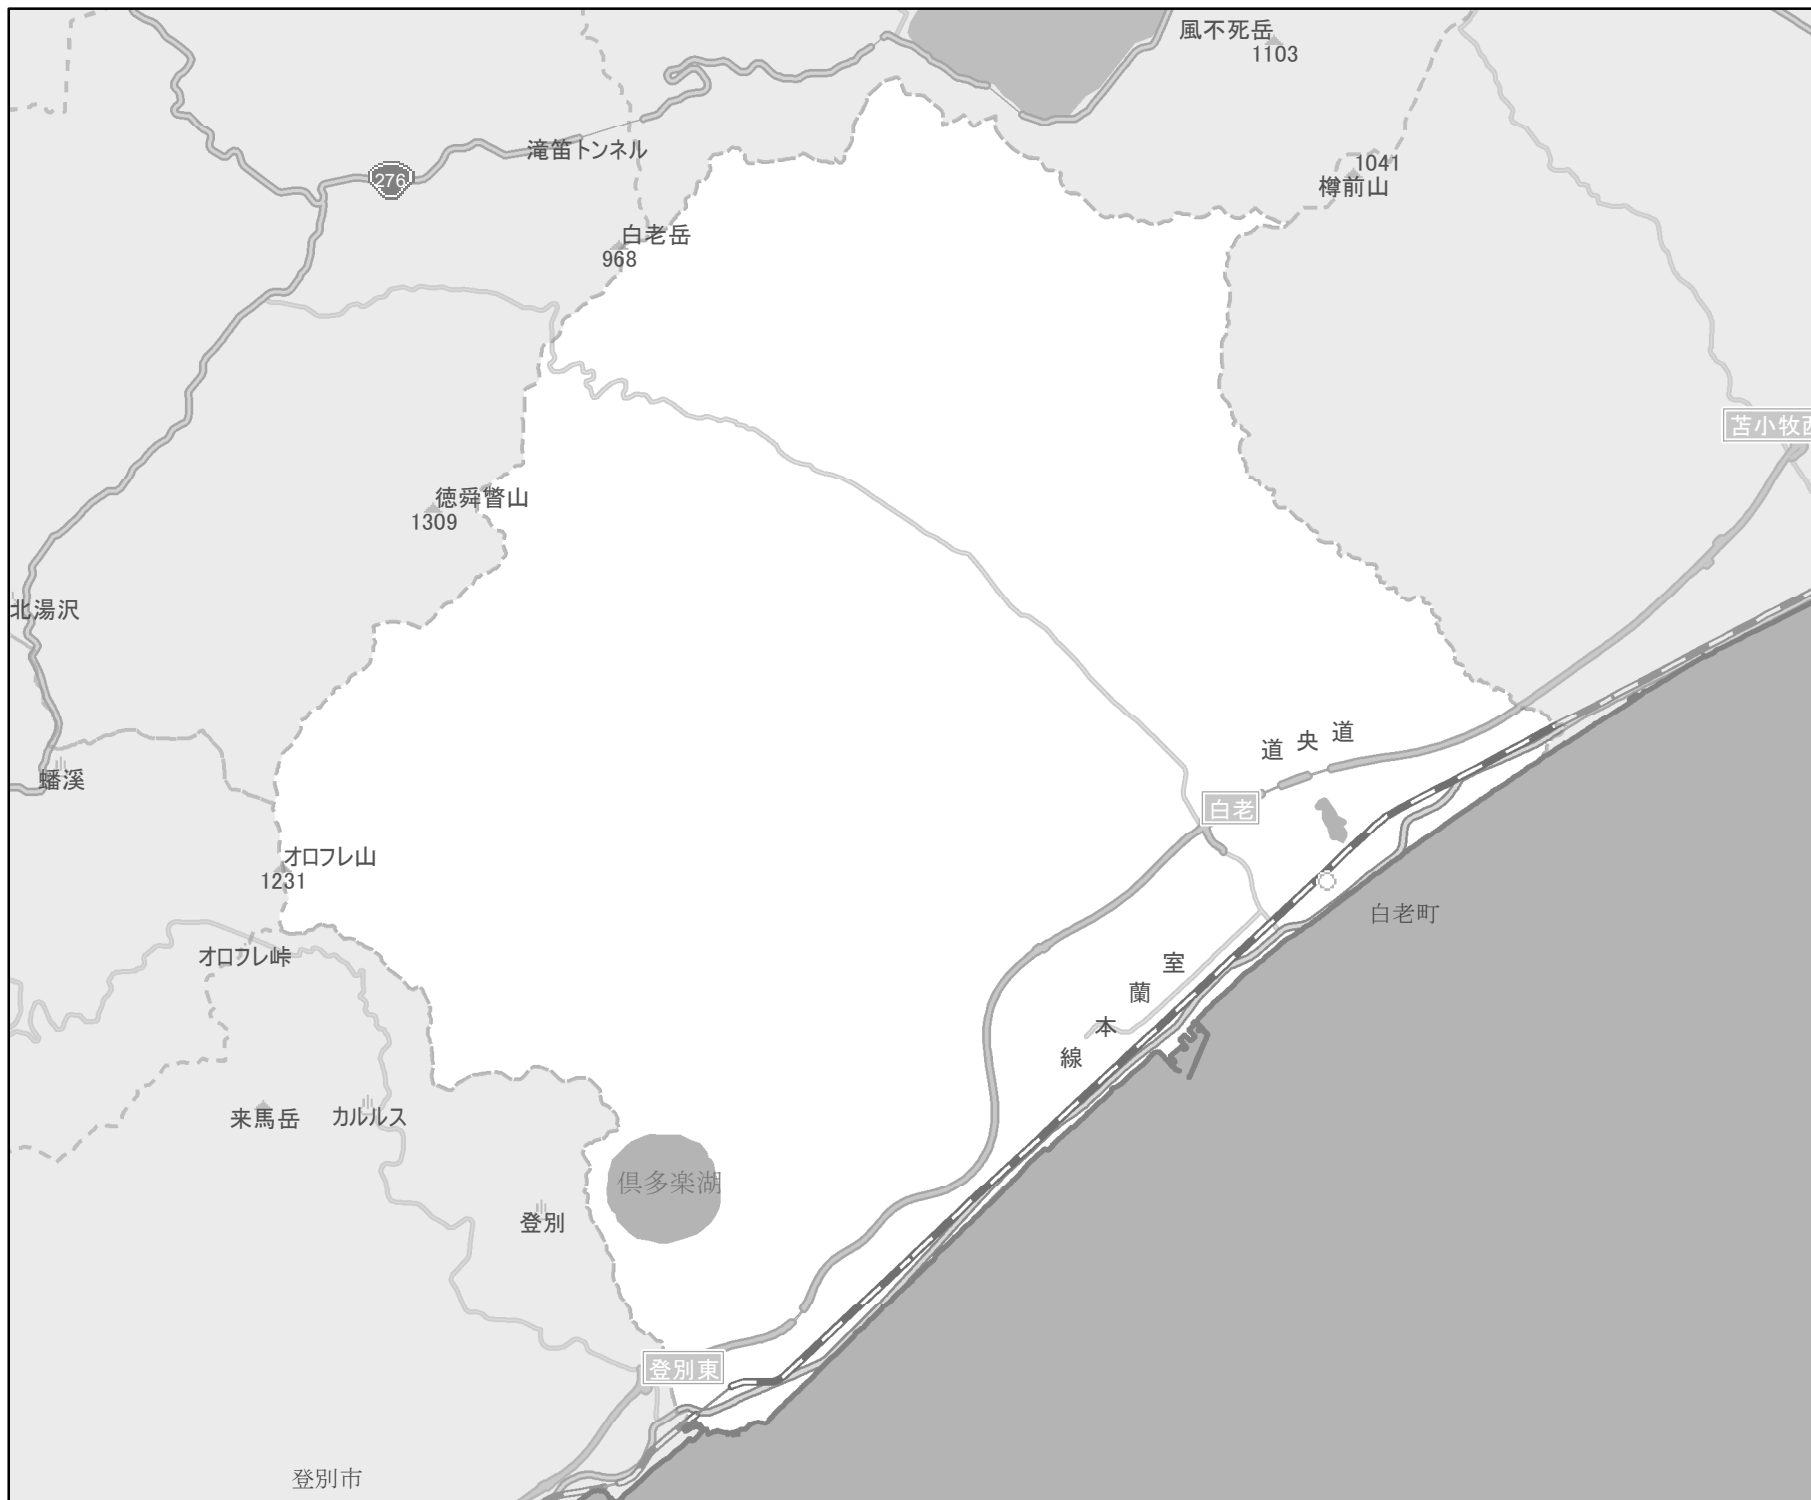 風不死岳
1103
滝笛トンネル
276
1041
樽前山
白老岳
968
苫小牧西
徳舜瞥山
1309
北湯沢
道央道
蟠溪
白老
オロフレ山
1231
白老町
オロフレ峠
室蘭本線
来馬岳
カルルス
倶多楽湖
登別
登別東
登別市